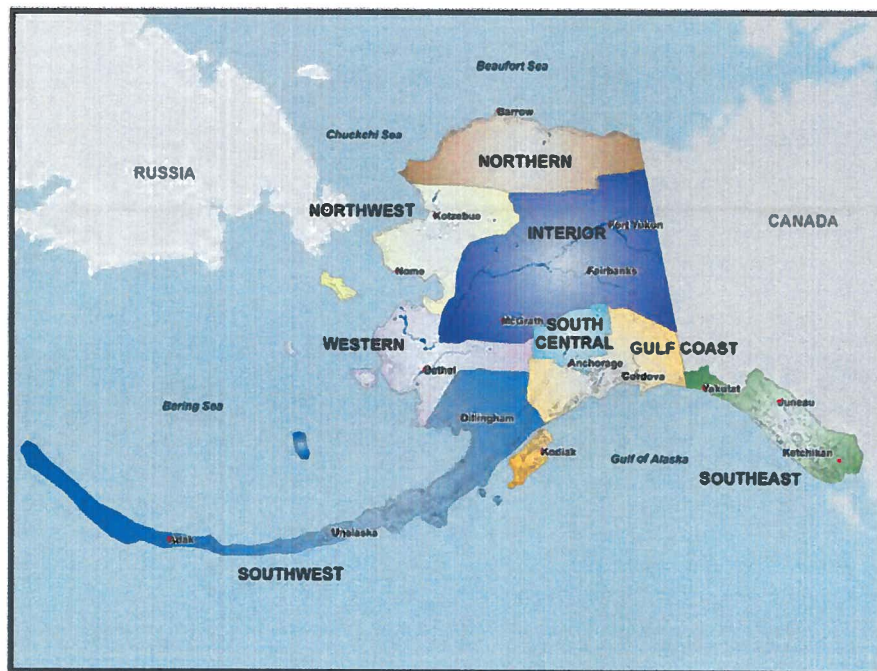 Beaufort Sea
Barrow
Chuckchi Sea
NORTHERN
RUSSIA
NORTHWEST
Kotzebue
CANADA
INTERIOR
Fort Yukon
Nome
Fairbanks
McGrath
SOUTH
CENTRAL
WESTERN
GULF COAST
Anchorage
Bethel
Cordova
Yakutat
Bering Sea
Dillingham
Juneau
Kodiak
Gulf of Alaska
Ketchikan
SOUTHEAST
Adak
Unalaska
SOUTHWEST